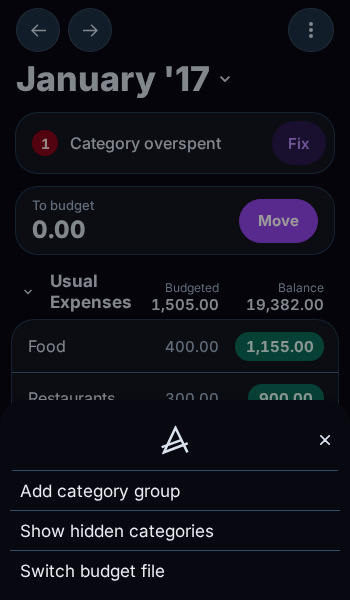 January '17
1 Category overspent Fix
To budget
0.00 Move
Usual Expenses Budgeted 1,505.00 Balance 19,382.00
Food 400.00 1,155.00
Restaurants 300.00 900.00
Add category group
Show hidden categories
Switch budget file